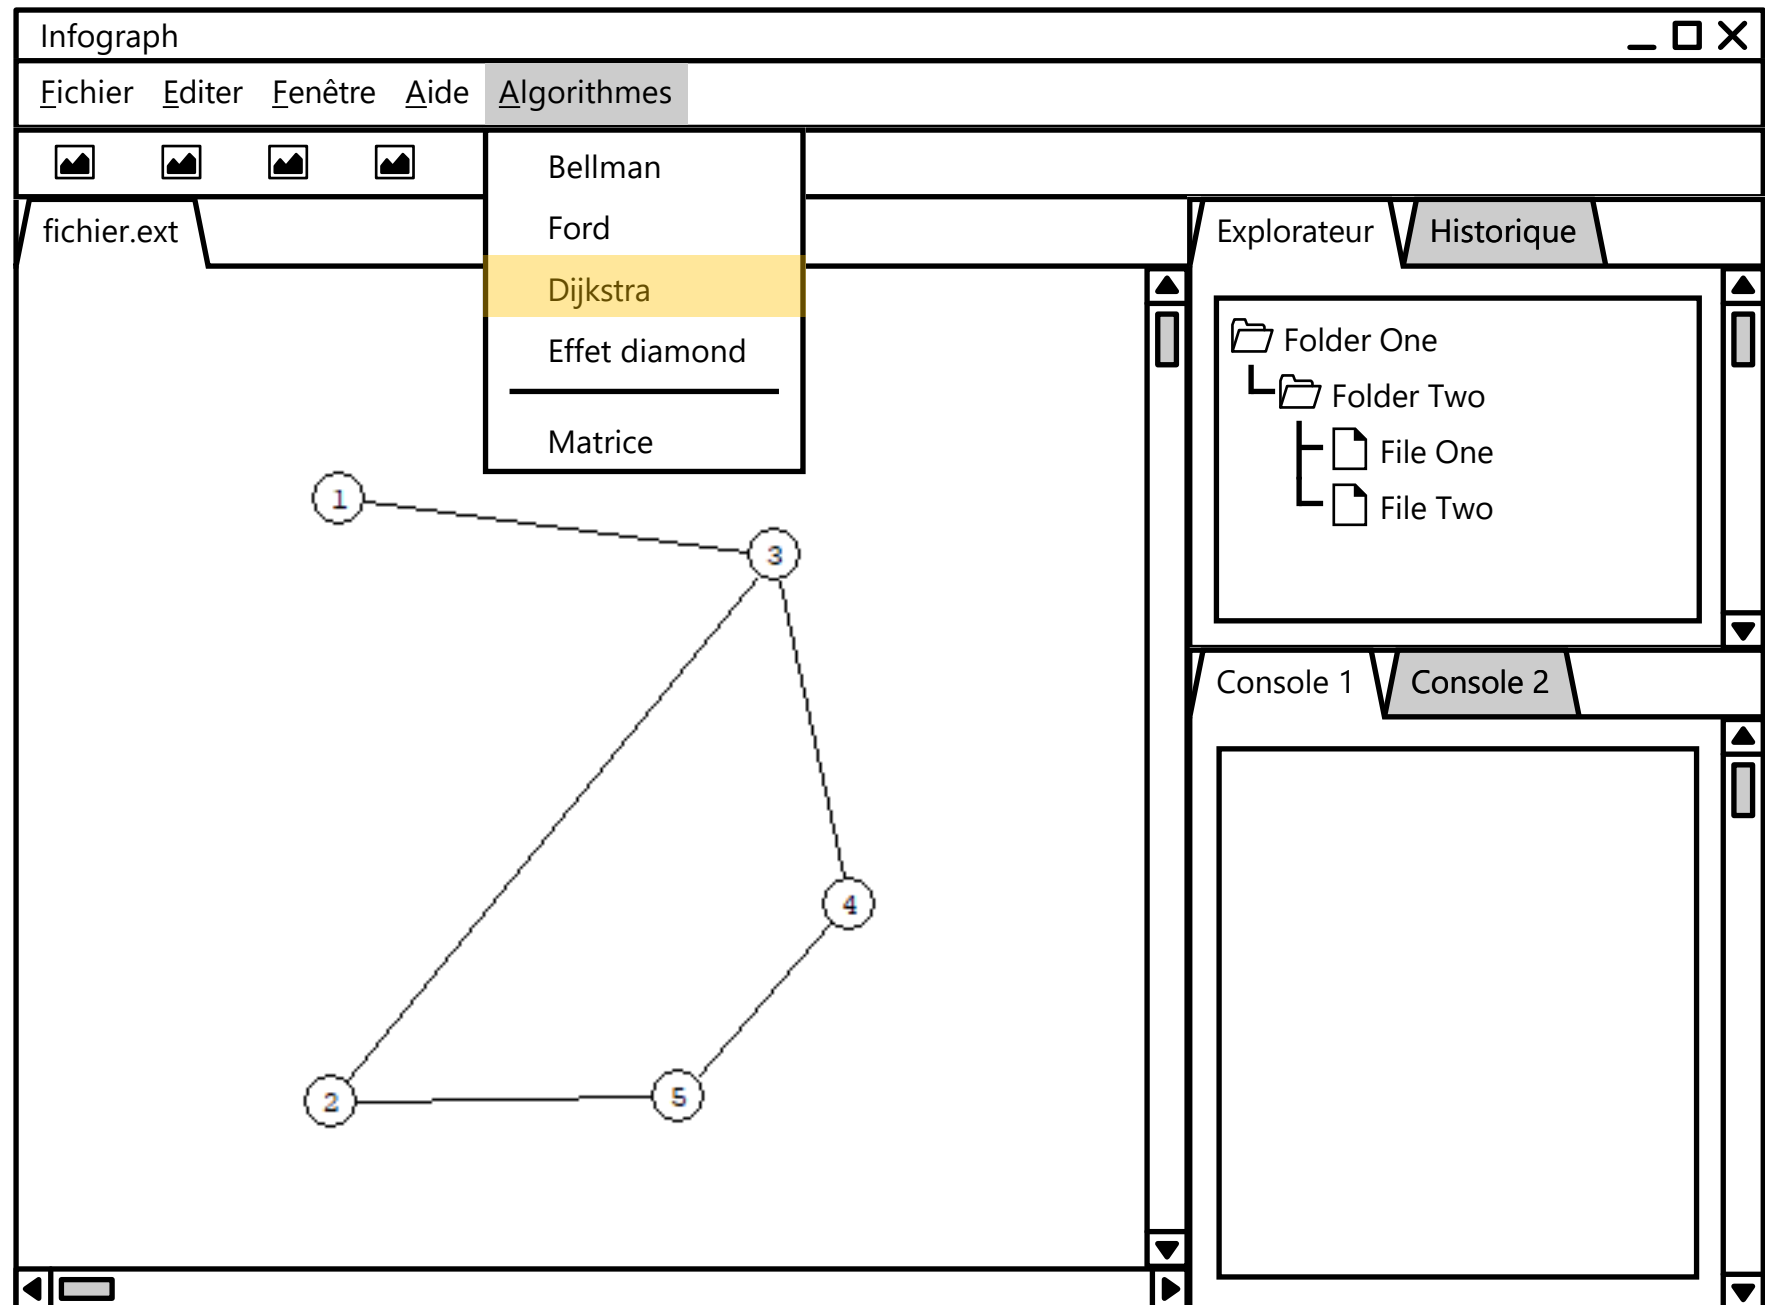 Infograph
Fichier Editer Fenêtre Aide Algorithmes
Bellman
Ford
Dijkstra
Effet diamond
Matrice
fichier.ext
1
3
4
2
5
Explorateur Historique
Folder One
Folder Two
File One
File Two
Console 1 Console 2